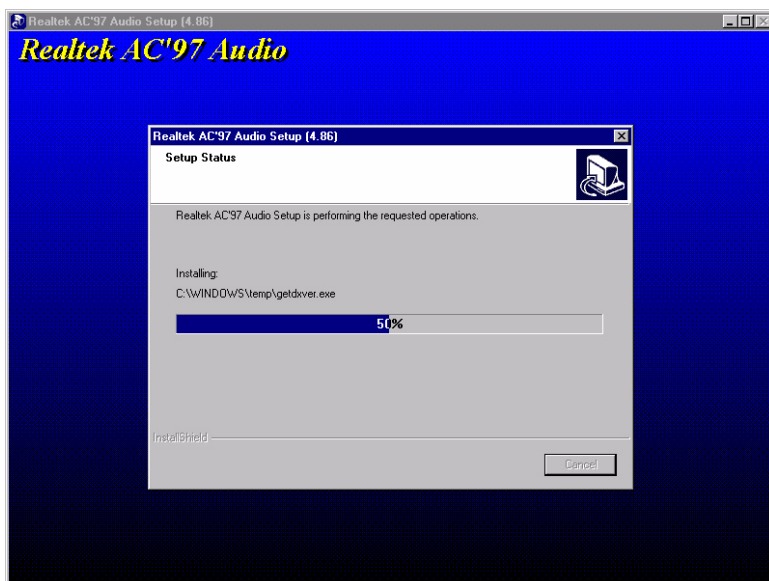 Realtek AC'97 Audio Setup (4.86)
Realtek AC'97 Audio
Realtek AC'97 Audio Setup (4.86)
Setup Status
Realtek AC'97 Audio Setup is performing the requested operations.
Installing:
C:\WINDOWS\temp\getdxver.exe
50%
InstallShield
Cancel